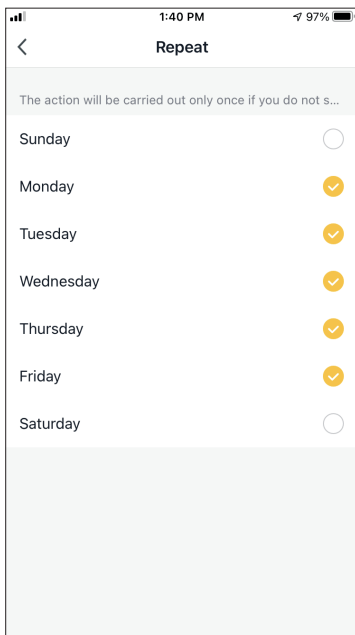 1:40 PM 97%
Repeat
The action will be carried out only once if you do not s...
Sunday
Monday
Tuesday
Wednesday
Thursday
Friday
Saturday